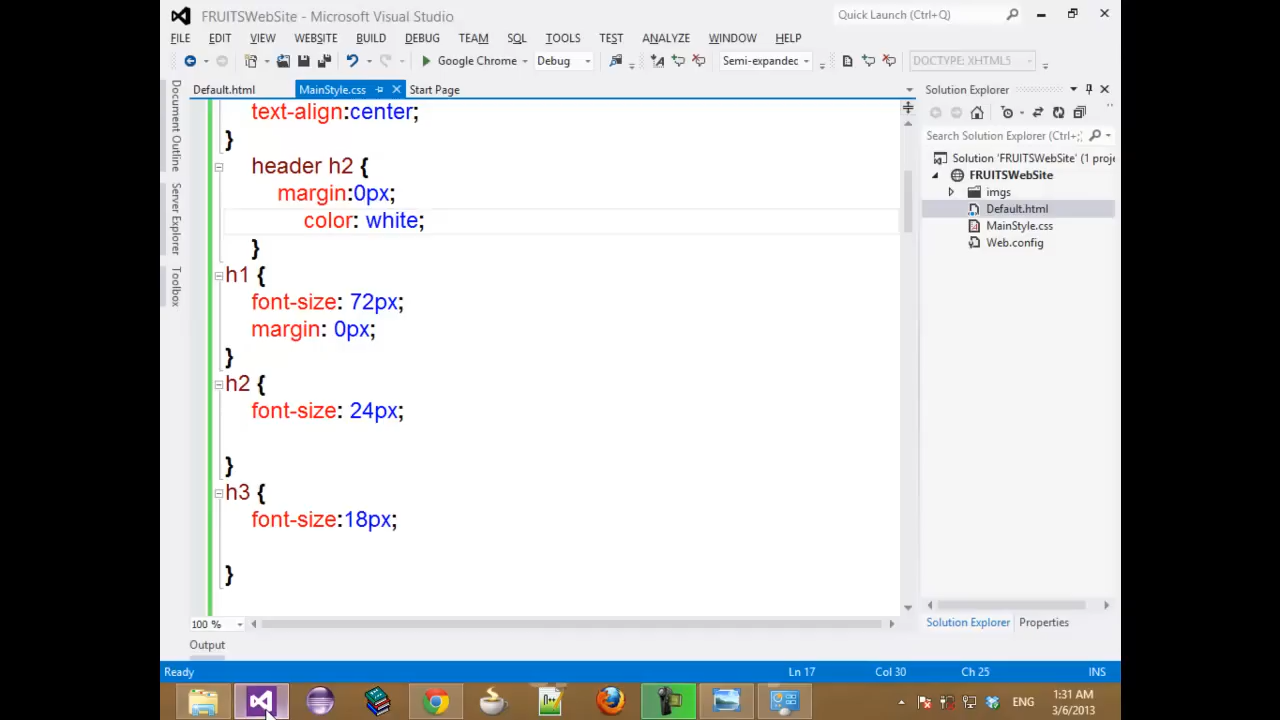 FRUITSWebSite - Microsoft Visual Studio
Quick Launch (Ctrl+Q)
FILE EDIT VIEW WEBSITE BUILD DEBUG TEAM SQL TOOLS TEST ANALYZE WINDOW HELP
Google Chrome Debug Semi-expandec DOCTYPE: XHTML5
Document Outline
Server Explorer
Toolbox
Default.html MainStyle.css Start Page
text-align:center;
}
header h2 {
margin:0px;
color: white;
}
h1 {
font-size: 72px;
margin: 0px;
}
h2 {
font-size: 24px;
}
h3 {
font-size:18px;
}
100 %
Output
Solution Explorer
Search Solution Explorer (Ctrl+;)
Solution 'FRUITSWebSite' (1 proje
FRUITSWebSite
imgs
Default.html
MainStyle.css
Web.config
Solution Explorer Properties
Ready Ln 17 Col 30 Ch 25 INS
ENG
1:31 AM
3/6/2013